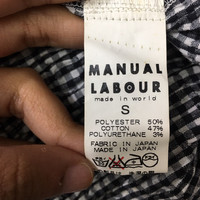 MANUAL
LABOUR
made in world
S
POLYESTER 50%
COTTON 47%
POLYURETHANE 3%
FABRIC IN JAPAN
MADE IN JAPAN